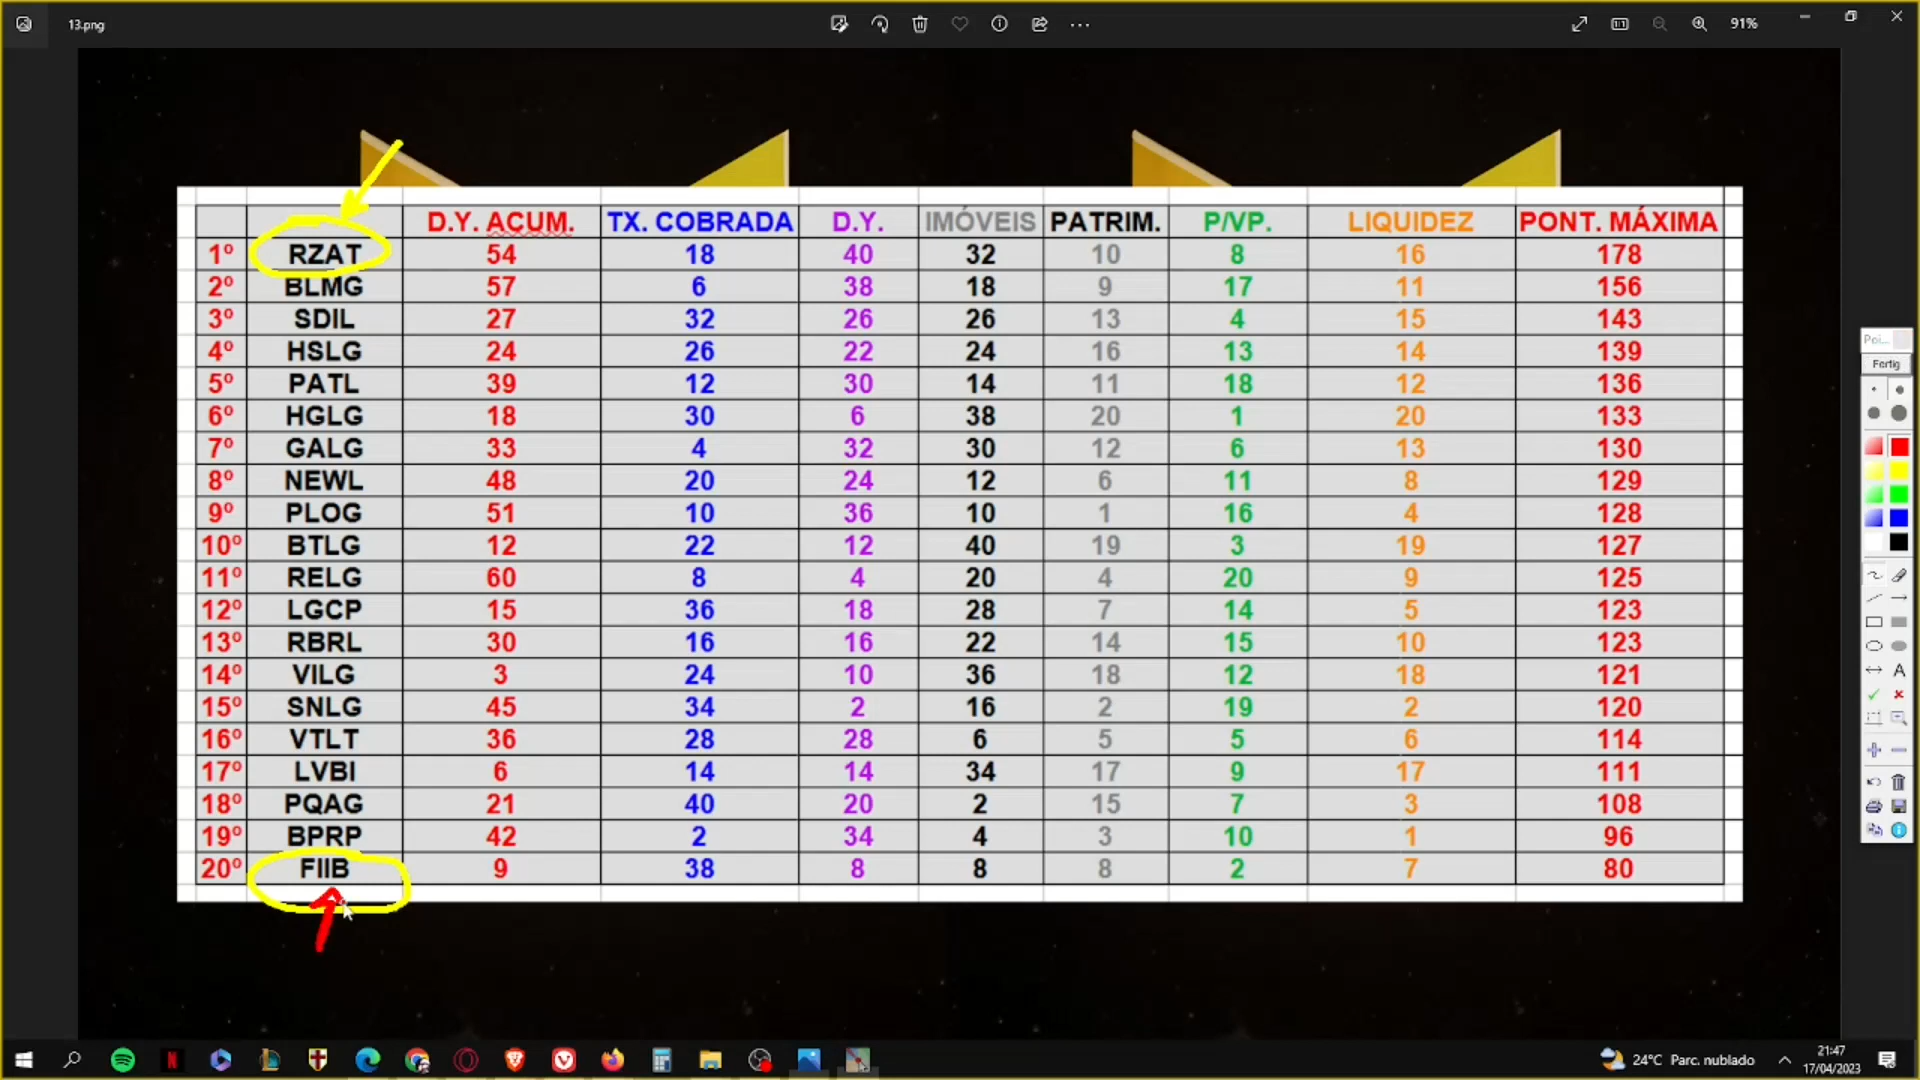 13.png
91%
D.Y. ACUM. TX. COBRADA D.Y. IMÓVEIS PATRIM. P/VP. LIQUIDEZ PONT. MÁXIMA
1º RZAT 54 18 40 32 10 8 16 178
2º BLMG 57 6 38 18 9 17 11 156
3º SDIL 27 32 26 26 13 4 15 143
4º HSLG 24 26 22 24 16 13 14 139
5º PATL 39 12 30 14 11 18 12 136
6º HGLG 18 30 6 38 20 1 20 133
7º GALG 33 4 32 30 12 6 13 130
8º NEWL 48 20 24 12 6 11 8 129
9º PLOG 51 10 36 10 1 16 4 128
10º BTLG 12 22 12 40 19 3 19 127
11º RELG 60 8 4 20 4 20 9 125
12º LGCP 15 36 18 28 7 14 5 123
13º RBRL 30 16 16 22 14 15 10 123
14º VILG 3 24 10 36 18 12 18 121
15º SNLG 45 34 2 16 2 19 2 120
16º VTLT 36 28 28 6 5 5 6 114
17º LVBI 6 14 14 34 17 9 17 111
18º PQAG 21 40 20 2 15 7 3 108
19º BPRP 42 2 34 4 3 10 1 96
20º FIIB 9 38 8 8 8 2 7 80
Poi...
Fertig
24°C Parc. nublado
21:47
17/04/2023